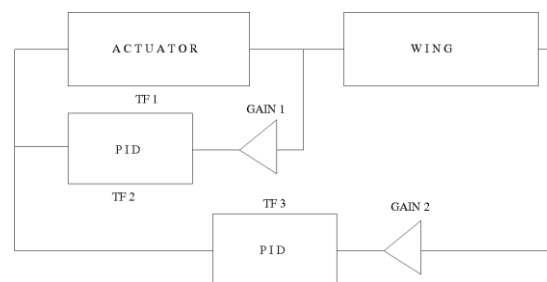 ACTUATOR
WING
TF 1
GAIN 1
PID
TF 2
TF 3
GAIN 2
PID